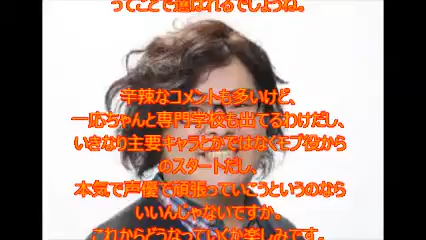 ってことで選ばれるでしょうね。
辛辣なコメントも多いけど、
一応ちゃんと専門学校も出てるわけだし、
いきなり主要キャラとかではなくモブ役から
のスタートだし、
本気で声優で頑張っていこうというのなら
いいんじゃないですか。
これからどうなっていくか楽しみです。